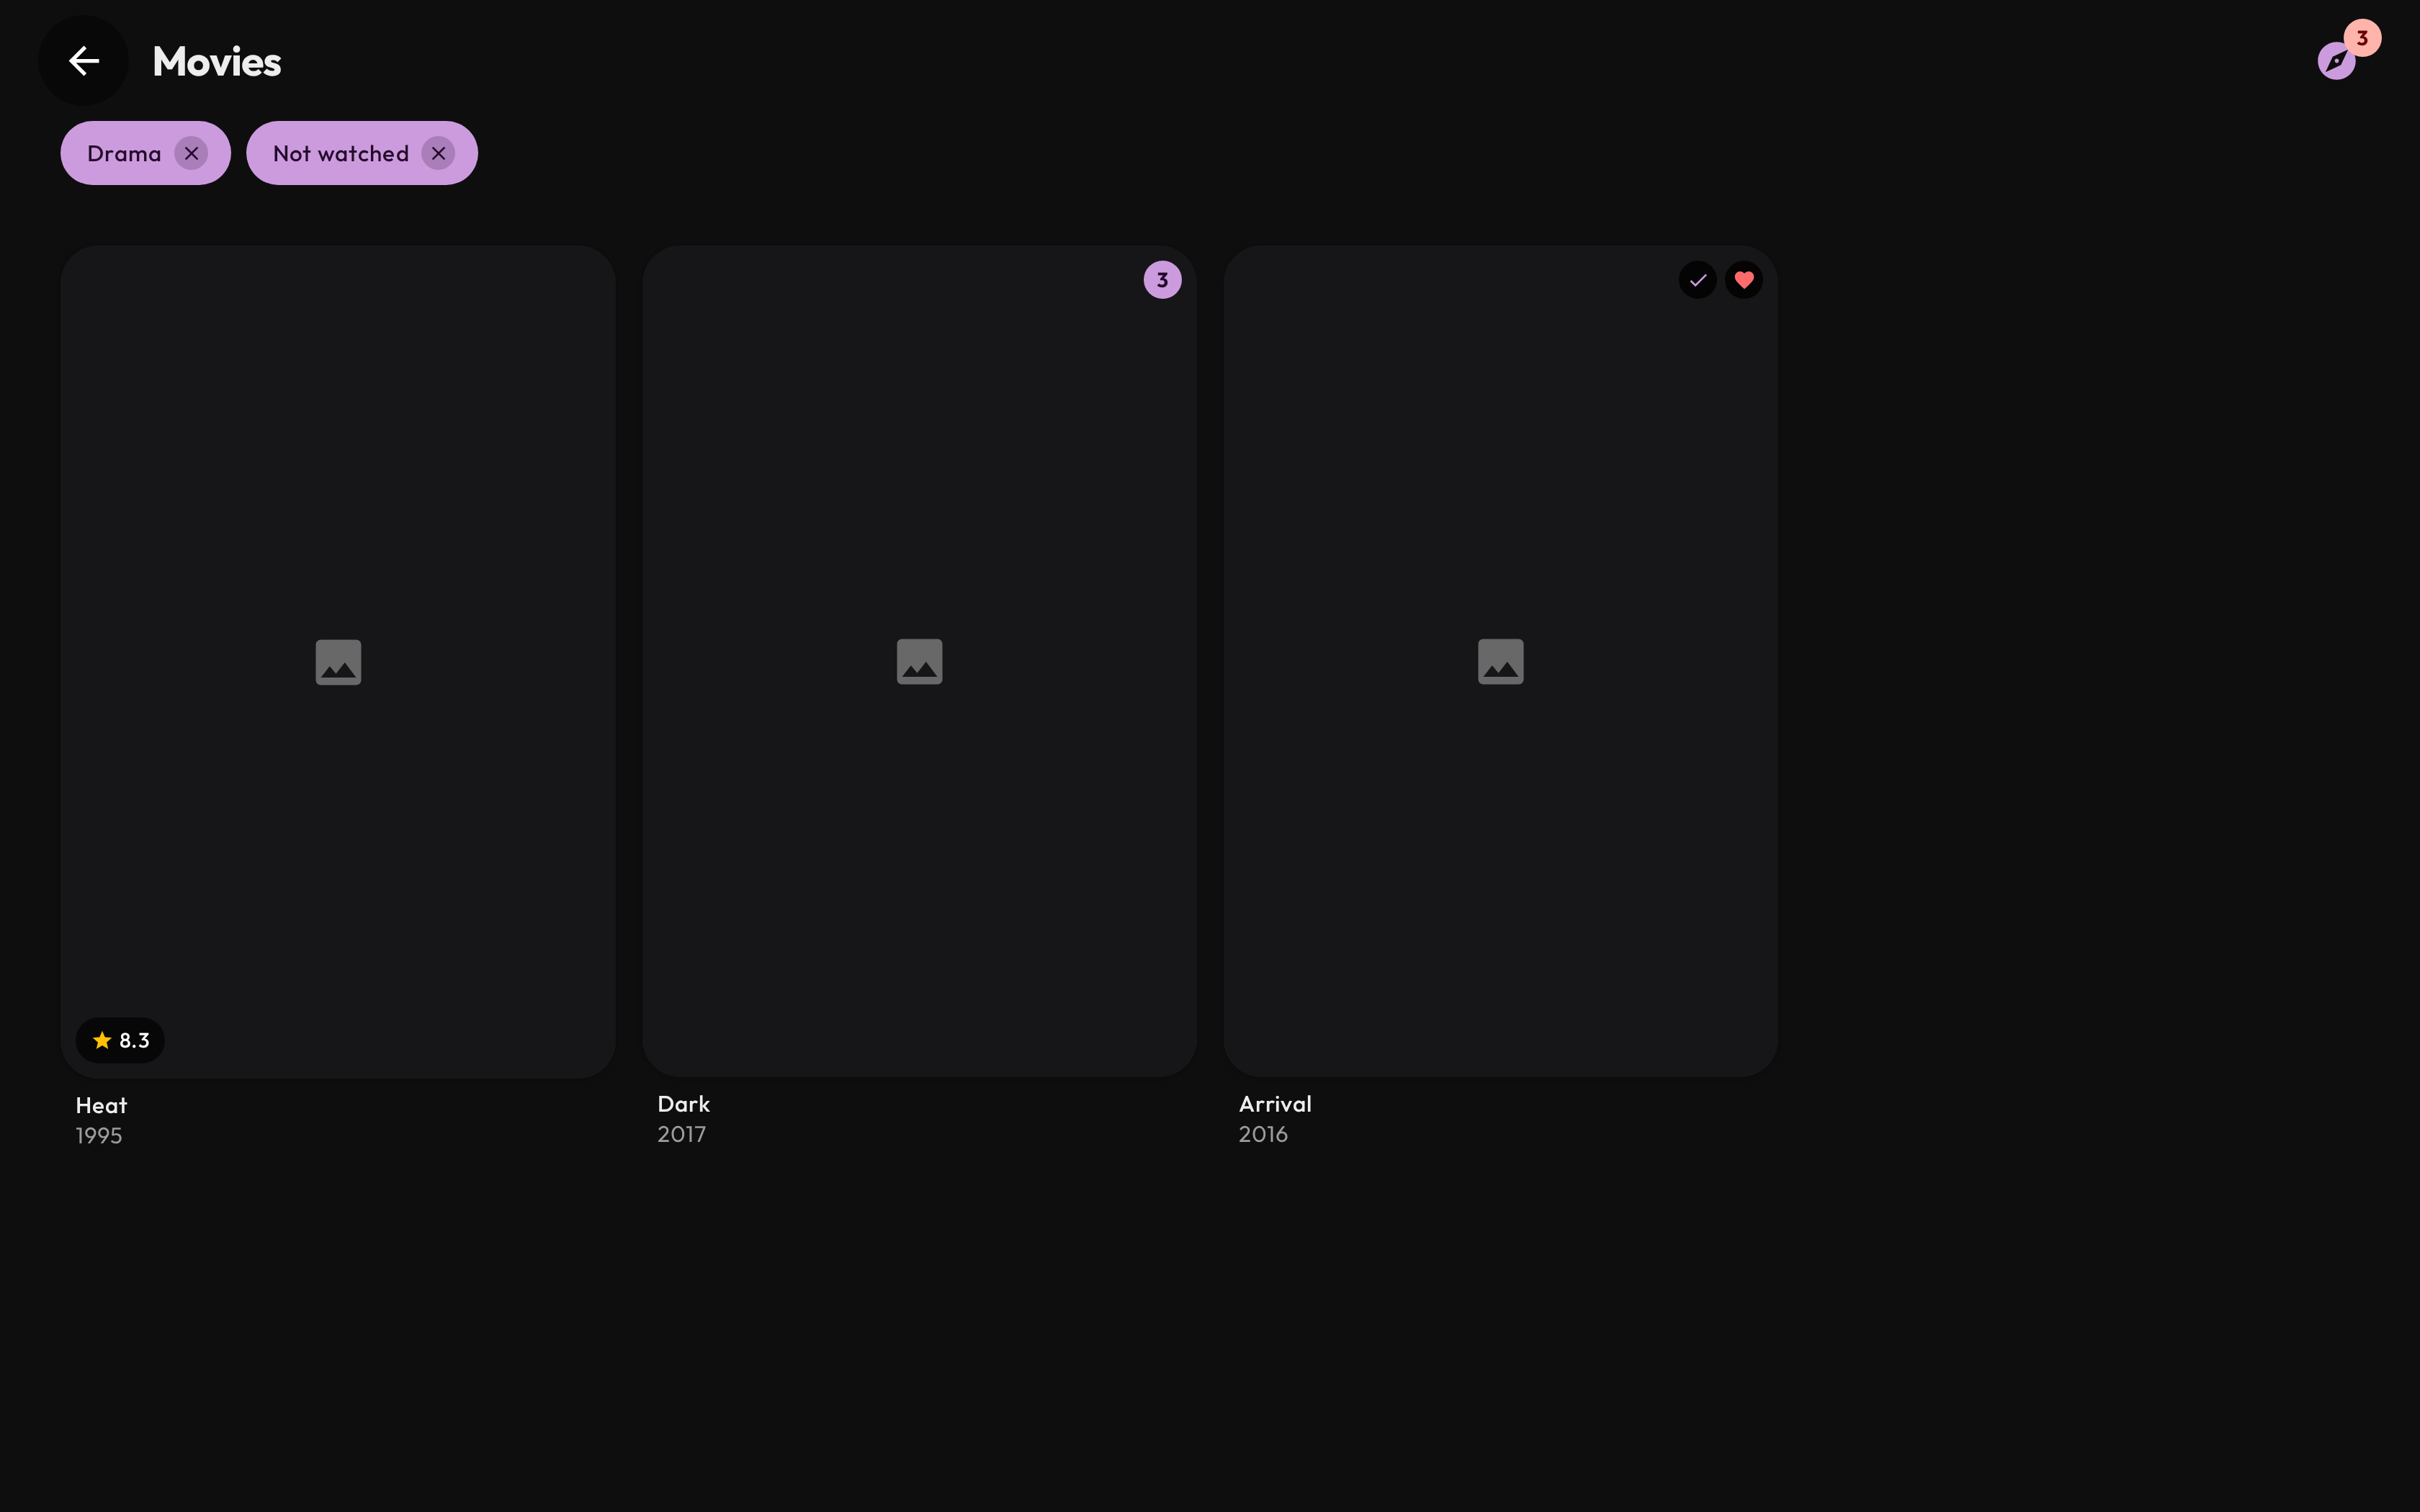 Movies
3
Drama
Not watched
3
8.3
Heat
1995
Dark
2017
Arrival
2016